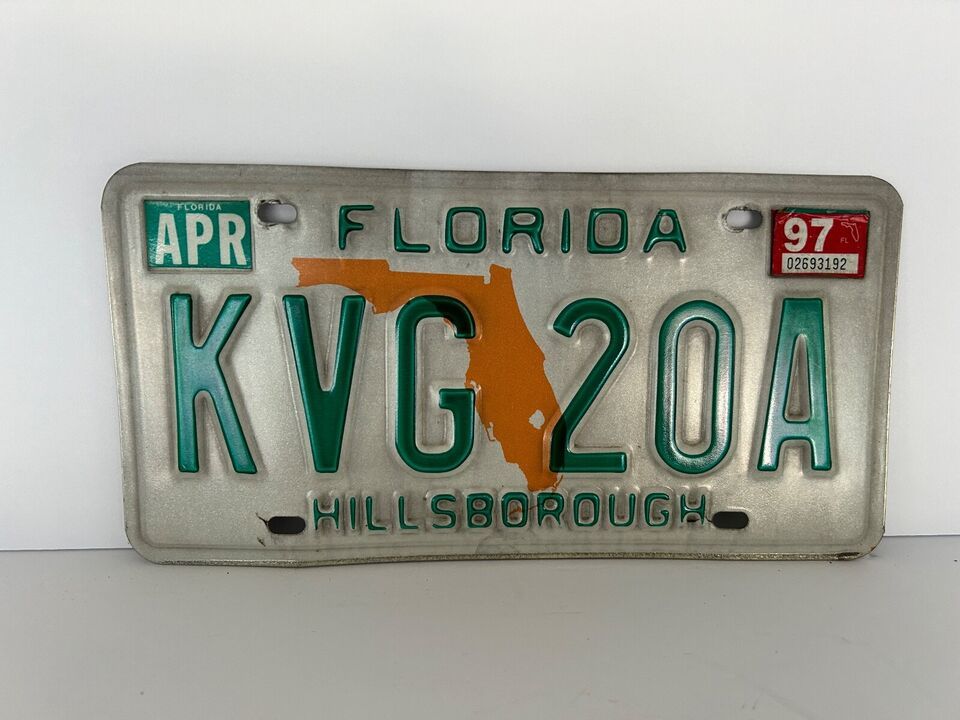 FLORIDA
APR
FLORIDA
97
FL
02693192
KVG 20A
HILLSBOROUGH